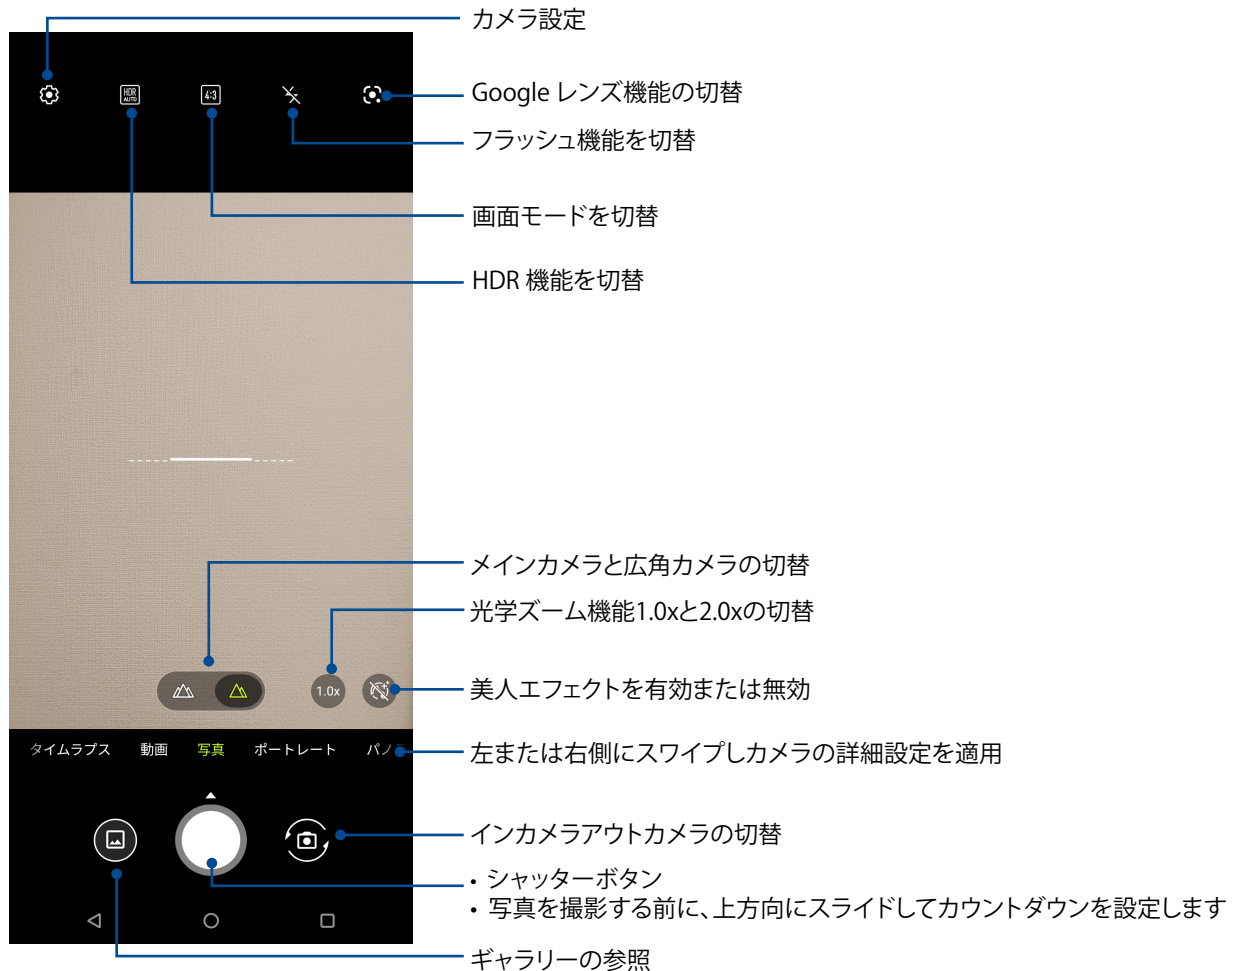 カメラ設定
HDR
AUTO
4:3
Google レンズ機能の切替
フラッシュ機能を切替
画面モードを切替
HDR 機能を切替
メインカメラと広角カメラの切替
光学ズーム機能1.0xと2.0xの切替
1.0x
美人エフェクトを有効または無効
タイムラプス 動画 写真 ポートレート パノ
左または右側にスワイプしカメラの詳細設定を適用
インカメラアウトカメラの切替
• シャッターボタン
• 写真を撮影する前に、上方向にスライドしてカウントダウンを設定します
ギャラリーの参照